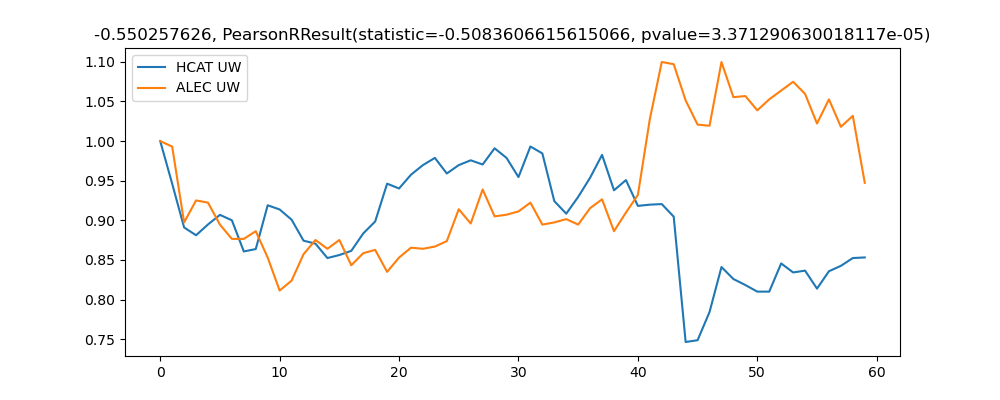 -0.550257626, PearsonRResult(statistic=-0.5083606615615066, pvalue=3.371290630018117e-05)
HCAT UW
ALEC UW
1.10
1.05
1.00
0.95
0.90
0.85
0.80
0.75
0 10 20 30 40 50 60